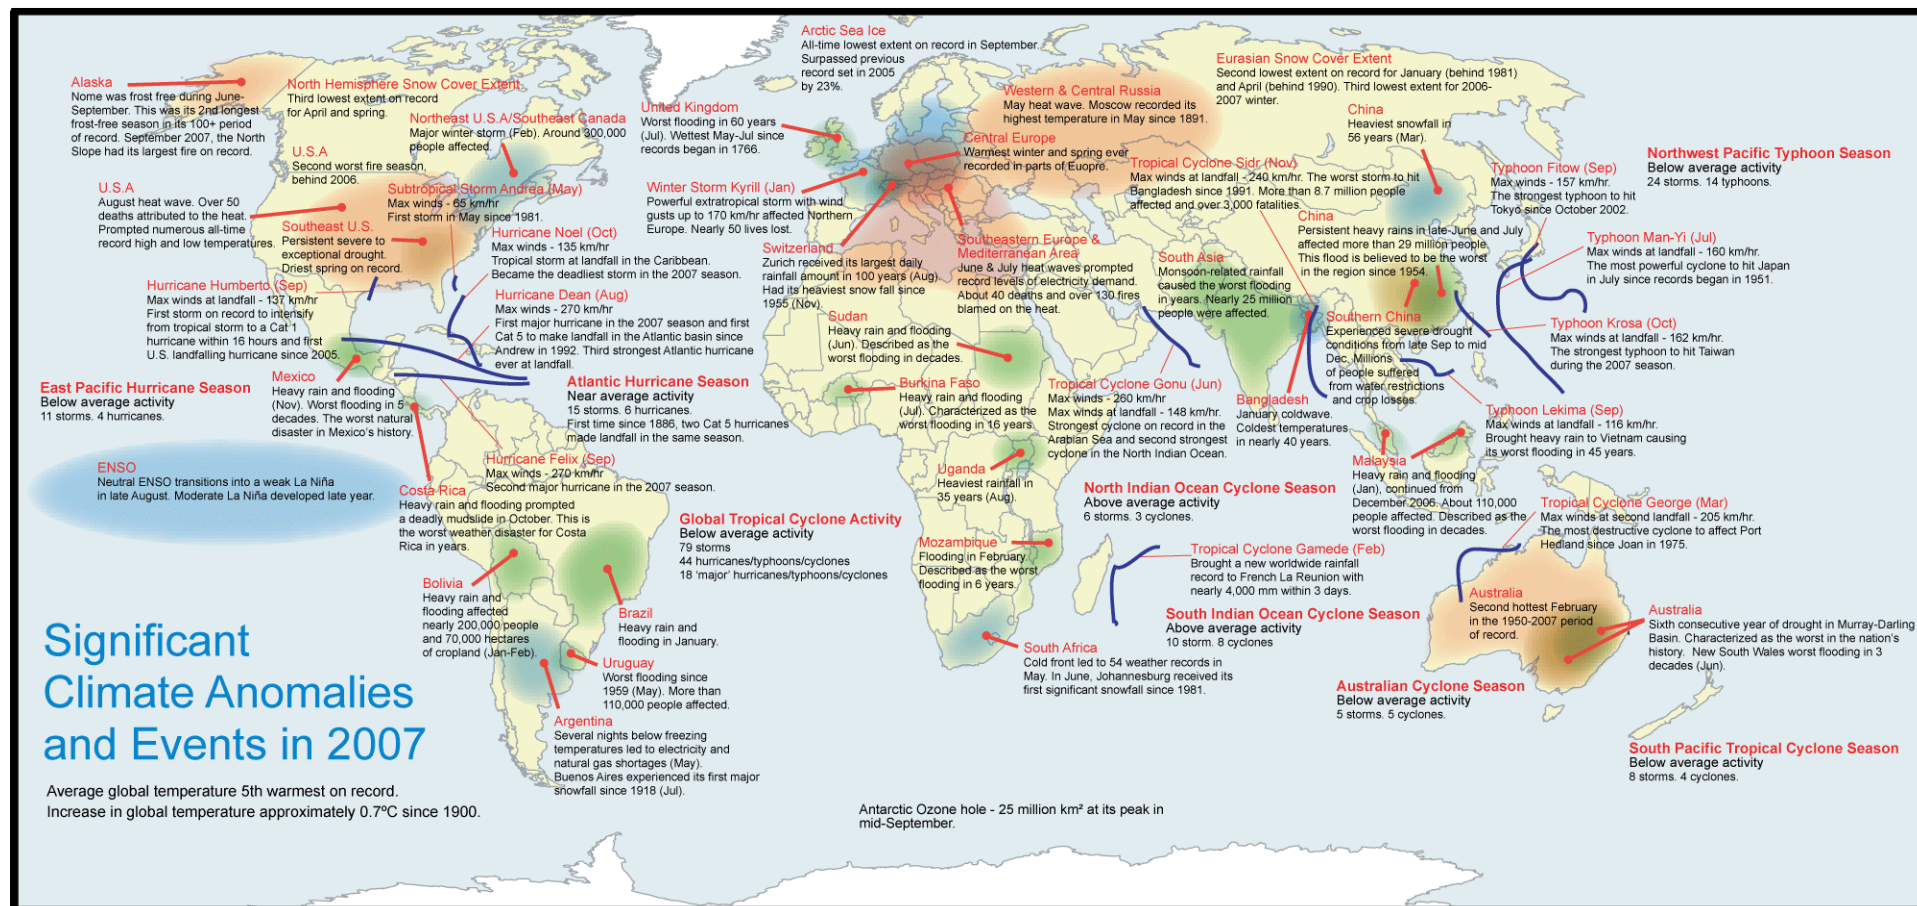 Arctic Sea Ice
All-time lowest extent on record in September.
Surpassed previous
record set in 2005
by 23%.
Eurasian Snow Cover Extent
Second lowest extent on record for January (behind 1981)
and April (behind 1990). Third lowest extent for 2006-
2007 winter.
Alaska
Nome was frost free during June-
September. This was its 2nd longest
frost-free season in its 100+ period
of record. September 2007, the North
Slope had its largest fire on record.
North Hemisphere Snow Cover Extent
Third lowest extent on record
for April and spring.
Northeast U.S.A/Southeast Canada
Major winter storm (Feb). Around 300,000
people affected.
United Kingdom
Worst flooding in 60 years
(Jul). Wettest May-Jul since
records began in 1766.
Western & Central Russia
May heat wave. Moscow recorded its
highest temperature in May since 1891.
China
Heaviest snowfall in
56 years (Mar).
Central Europe
Warmest winter and spring ever
recorded in parts of Euopre.
U.S.A
Second worst fire season,
behind 2006.
U.S.A
August heat wave. Over 50
deaths attributed to the heat.
Prompted numerous all-time
record high and low temperatures.
Subtropical Storm Andrea (May)
Max winds - 65 km/hr
First storm in May since 1981.
Winter Storm Kyrill (Jan)
Powerful extratropical storm with wind
gusts up to 170 km/hr affected Northern
Europe. Nearly 50 lives lost.
Tropical Cyclone Sidr (Nov)
Max winds at landfall - 240 km/hr. The worst storm to hit
Bangladesh since 1991. More than 8.7 million people
affected and over 3,000 fatalities.
Typhoon Fitow (Sep)
Max winds - 157 km/hr.
The strongest typhoon to hit
Tokyo since October 2002.
Northwest Pacific Typhoon Season
Below average activity
24 storms. 14 typhoons.
Southeast U.S.
Persistent severe to
exceptional drought.
Driest spring on record.
Hurricane Noel (Oct)
Max winds - 135 km/hr
Tropical storm at landfall in the Caribbean.
Became the deadliest storm in the 2007 season.
Switzerland
Zurich received its largest daily
rainfall amount in 100 years (Aug).
Had its heaviest snow fall since
1955 (Nov).
Southeastern Europe &
Mediterranean Area
June & July heat waves prompted
record levels of electricity demand.
About 40 deaths and over 130 fires
blamed on the heat.
South Asia
Monsoon-related rainfall
caused the worst flooding
in years. Nearly 25 million
people were affected.
China
Persistent heavy rains in late-June and July
affected more than 29 million people
This flood is believed to be the worst
in the region since 1954.
Typhoon Man-Yi (Jul)
Max winds - 160 km/hr.
The most powerful cyclone to hit Japan
in July since records began in 1951.
Hurricane Humberto (Sep)
Max winds at landfall - 137 km/hr
First storm on record to intensify
from tropical storm to a Cat 1
hurricane within 16 hours and first
U.S. landfalling hurricane since 2005.
Hurricane Dean (Aug)
Max winds - 270 km/hr
First major hurricane in the 2007 season and first
Cat 5 to make landfall in the Atlantic basin since
Andrew in 1992. Third strongest Atlantic hurricane
ever at landfall.
Sudan
Heavy rain and flooding
(Jun). Described as the
worst flooding in decades.
Southern China
Experienced severe drought
conditions from late Sep to mid
Dec. Millions
of people suffered
from water restrictions
and crop losses.
Typhoon Krosa (Oct)
Max winds at landfall - 162 km/hr.
The strongest typhoon to hit Taiwan
during the 2007 season.
East Pacific Hurricane Season
Below average activity
11 storms. 4 hurricanes.
Mexico
Heavy rain and flooding
(Nov). Worst flooding in 5
decades. The worst natural
disaster in Mexico's history.
Atlantic Hurricane Season
Near average activity
15 storms. 6 hurricanes.
First time since 1886, two Cat 5 hurricanes
made landfall in the same season.
Burkina Faso
Heavy rain and flooding
(Jul). Characterized as the
worst flooding in 16 years.
Tropical Cyclone Gonu (Jun)
Max winds - 260 km/hr
Max winds at landfall - 148 km/hr.
Strongest cyclone on record in the
Arabian Sea and second strongest
cyclone in the North Indian Ocean.
Bangladesh
January coldwave.
Coldest temperatures
in nearly 40 years.
Typhoon Lekima (Sep)
Max winds at landfall - 116 km/hr.
Brought heavy rain to Vietnam causing
its worst flooding in 45 years.
ENSO
Neutral ENSO transitions into a weak La Niña
in late August. Moderate La Niña developed late year.
Hurricane Felix (Sep)
Max winds - 270 km/hr
Second major hurricane in the 2007 season.
Uganda
Heaviest rainfall in
35 years (Aug).
Malaysia
Heavy rain and flooding
(Jan), continued from
December 2006. About 110,000
people affected. Described as the
worst flooding in decades.
Costa Rica
Heavy rain and flooding prompted
a deadly mudslide in October. This is
the worst weather disaster for Costa
Rica in years.
North Indian Ocean Cyclone Season
Above average activity
6 storms. 3 cyclones.
Tropical Cyclone George (Mar)
Max winds at second landfall - 205 km/hr.
The most destructive cyclone to affect Port
Hedland since Joan in 1975.
Global Tropical Cyclone Activity
Below average activity
79 storms
44 hurricanes/typhoons/cyclones
18 'major' hurricanes/typhoons/cyclones
Mozambique
Flooding in February.
Described as the worst
flooding in 6 years.
Tropical Cyclone Gamede (Feb)
Brought a new worldwide rainfall
record to French La Reunion with
nearly 4,000 mm within 3 days.
Bolivia
Heavy rain and
flooding affected
nearly 200,000 people
and 70,000 hectares
of cropland (Jan-Feb).
Brazil
Heavy rain and
flooding in January.
South Indian Ocean Cyclone Season
Above average activity
10 storm. 8 cyclones
Australia
Second hottest February
in the 1950-2007 period
of record.
Australia
Sixth consecutive year of drought in Murray-Darling
Basin. Characterized as the worst in the nation's
history. New South Wales worst flooding in 3
decades (Jun).
Uruguay
Worst flooding since
1959 (May). More than
110,000 people affected.
South Africa
Cold front led to 54 weather records in
May. In June, Johannesburg received its
first significant snowfall since 1981.
Australian Cyclone Season
Below average activity
5 storms. 5 cyclones.
Argentina
Several nights below freezing
temperatures led to electricity and
natural gas shortages (May).
Buenos Aires experienced its first major
snowfall since 1918 (Jul).
South Pacific Tropical Cyclone Season
Below average activity
8 storms. 4 cyclones.
Significant
Climate Anomalies
and Events in 2007
Average global temperature 5th warmest on record.
Increase in global temperature approximately 0.7ºC since 1900.
Antarctic Ozone hole - 25 million km² at its peak in
mid-September.